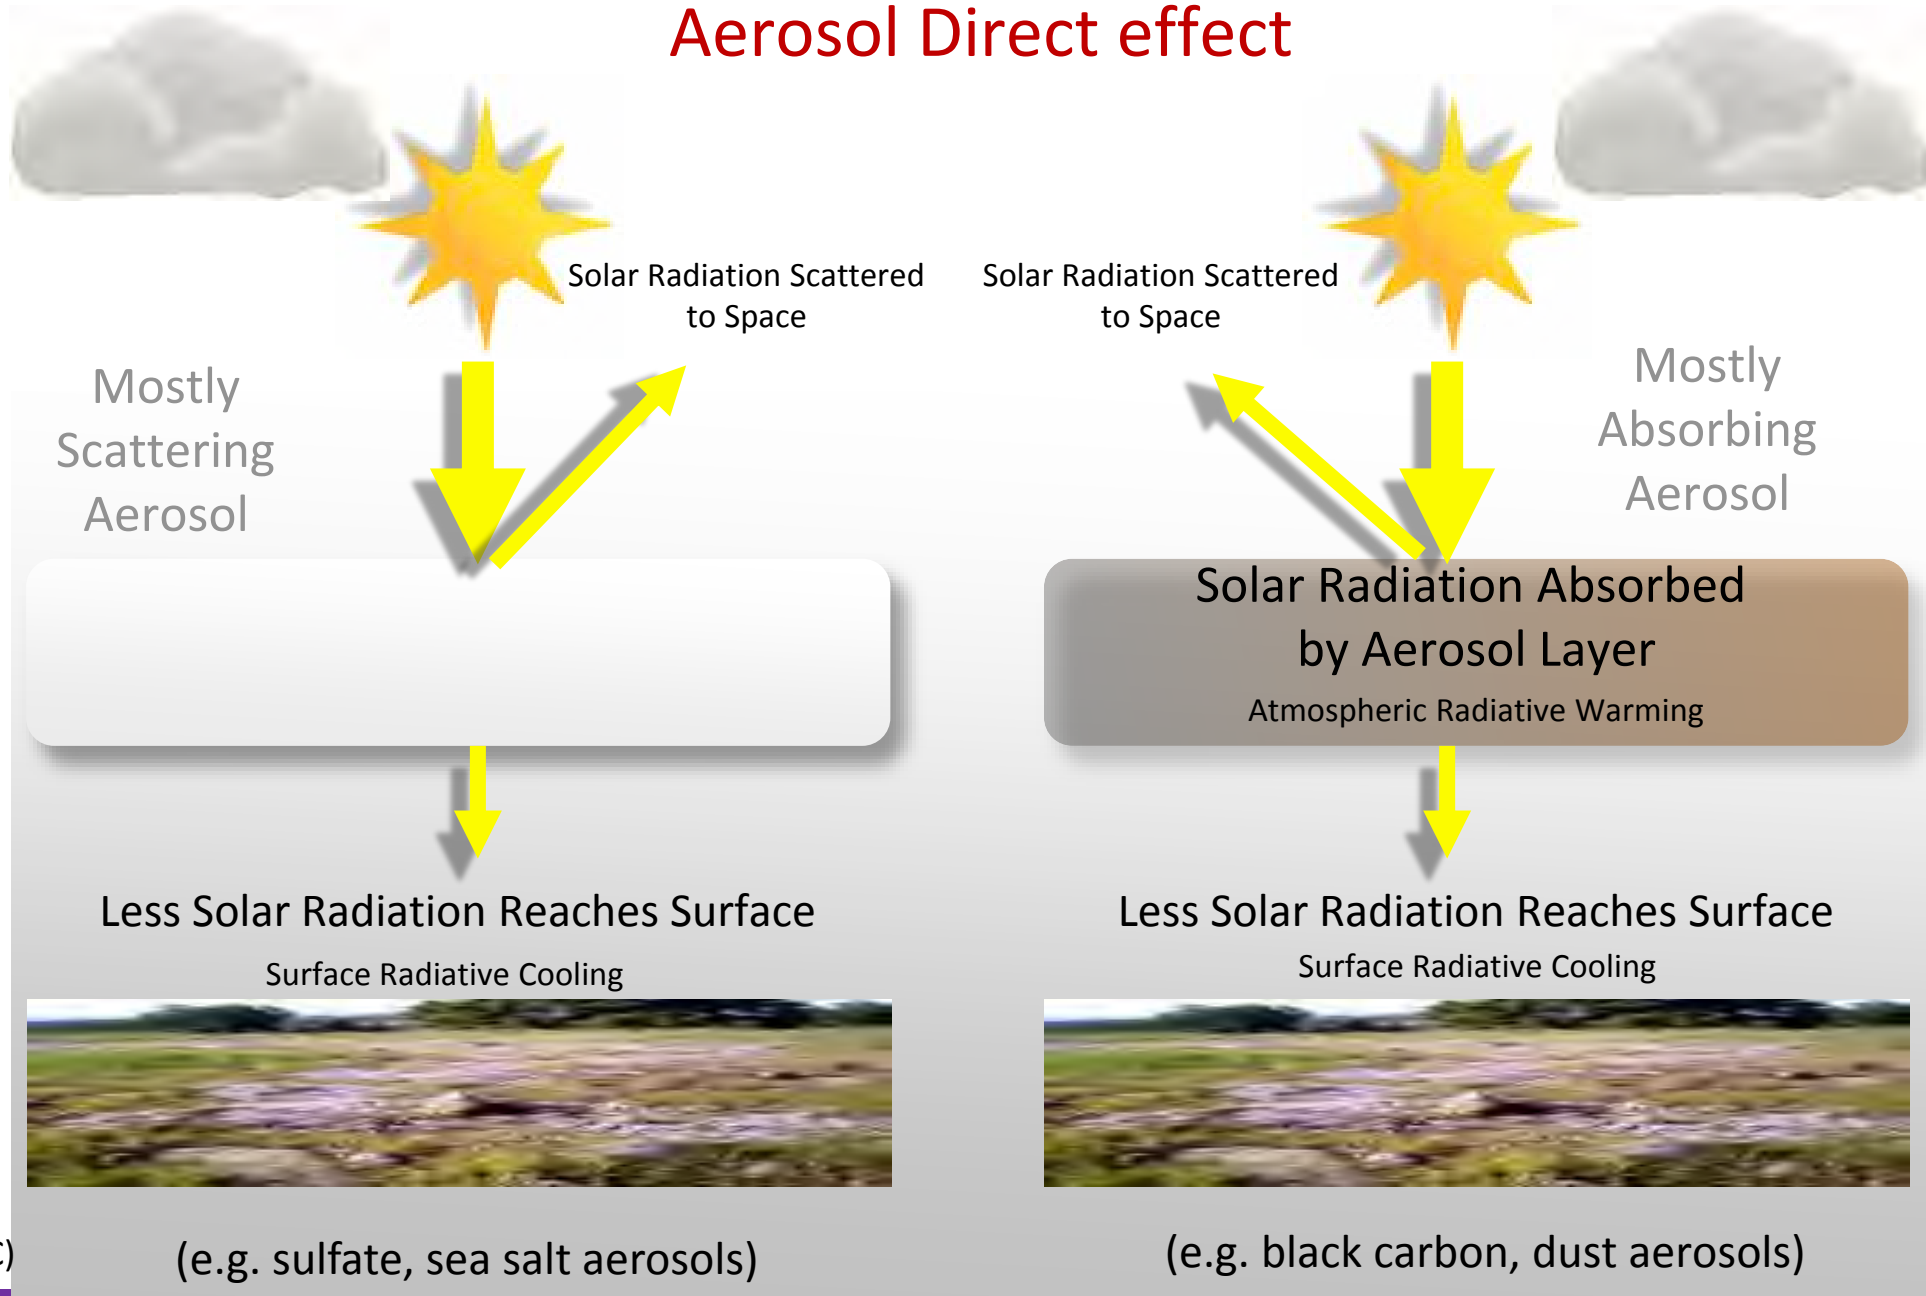 Aerosol Direct effect
Solar Radiation Scattered
to Space
Mostly
Scattering
Aerosol
Less Solar Radiation Reaches Surface
Surface Radiative Cooling
(e.g. sulfate, sea salt aerosols)
Solar Radiation Scattered
to Space
Mostly
Absorbing
Aerosol
Solar Radiation Absorbed
by Aerosol Layer
Atmospheric Radiative Warming
Less Solar Radiation Reaches Surface
Surface Radiative Cooling
(e.g. black carbon, dust aerosols)